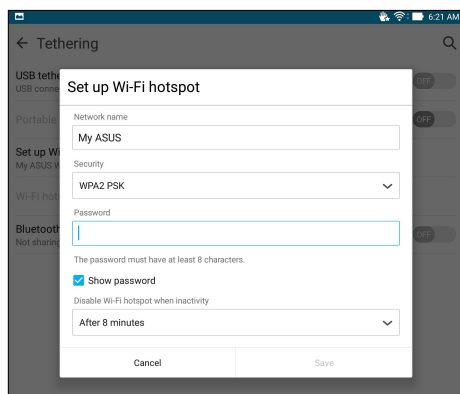 6:21 AM
Tethering
USB tethe
USB conne
OFF
Portable
OFF
Set up Wi
My ASUS W
Wi-Fi hots
Bluetooth
Not sharing
OFF
Set up Wi-Fi hotspot
Network name
My ASUS
Security
WPA2 PSK
Password
The password must have at least 8 characters.
Show password
Disable Wi-Fi hotspot when inactivity
After 8 minutes
Cancel
Save